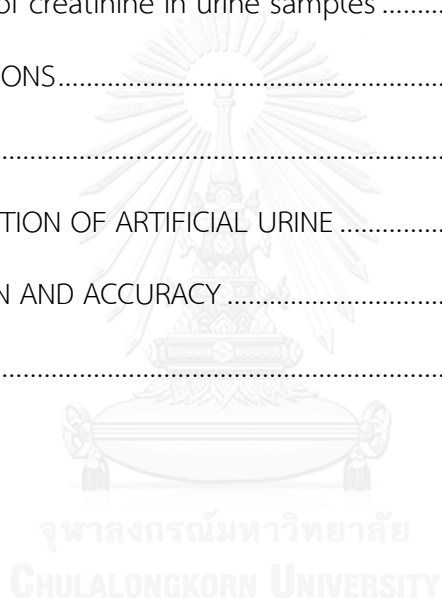 of creatinine in urine samples ..........
IONS..........................................................
..................................................................
TION OF ARTIFICIAL URINE ................
N AND ACCURACY ...............................
..................................................................
จุฬาลงกรณ์มหาวิทยาลัย
CHULALONGKORN UNIVERSITY